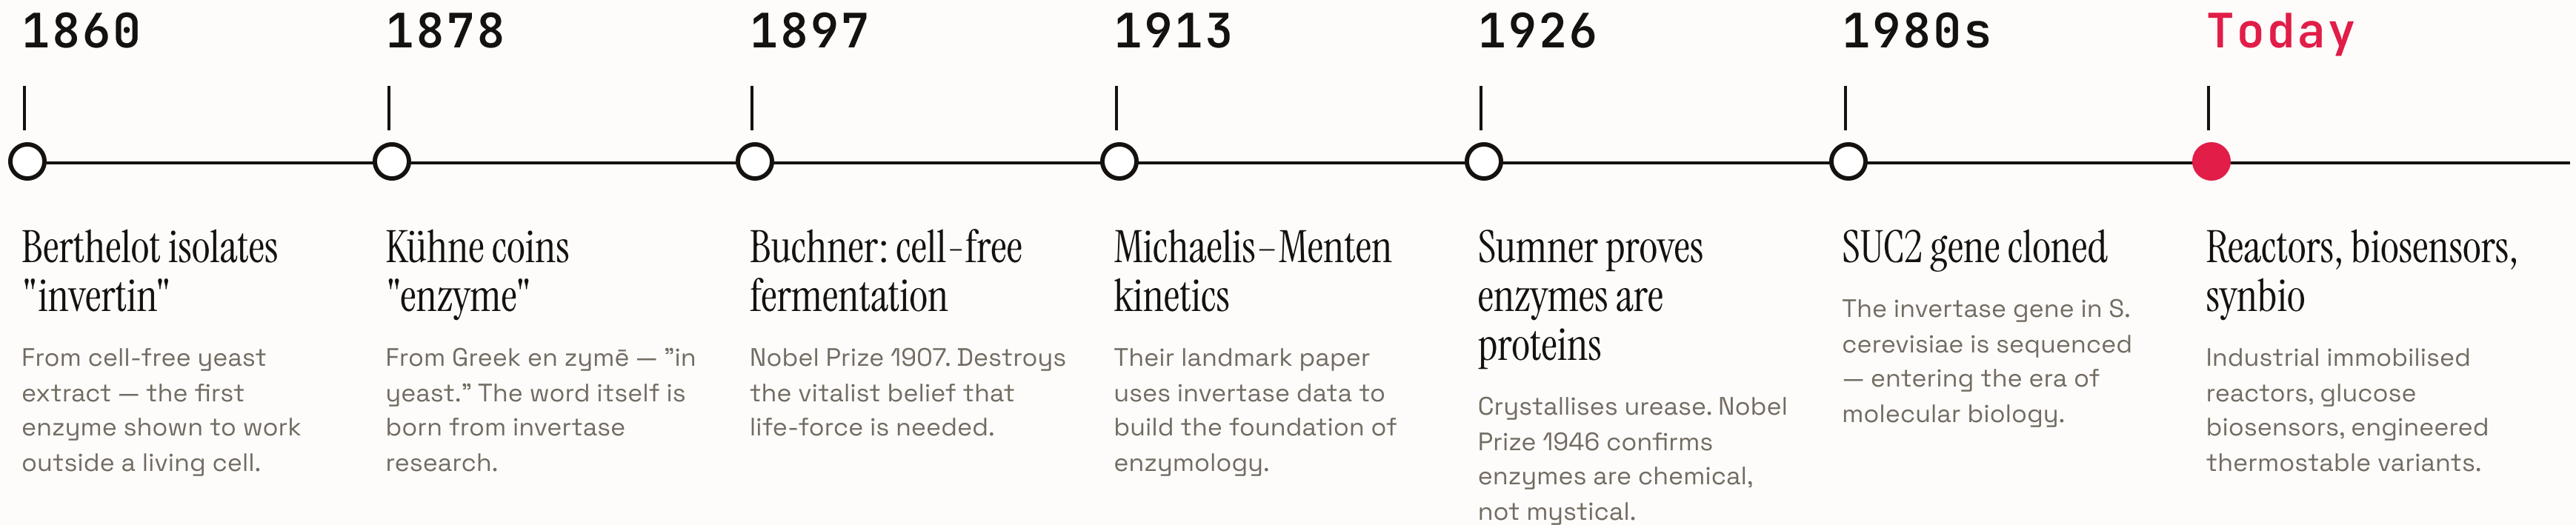 1860
Berthelot isolates
"invertin"
From cell-free yeast
extract — the first
enzyme shown to work
outside a living cell.
1878
Kühne coins
"enzyme"
From Greek en zymē — ”in
yeast.” The word itself is
born from invertase
research.
1897
Buchner: cell-free
fermentation
Nobel Prize 1907. Destroys
the vitalist belief that
life-force is needed.
1913
Michaelis–Menten
kinetics
Their landmark paper
uses invertase data to
build the foundation of
enzymology.
1926
Sumner proves
enzymes are
proteins
Crystallises urease. Nobel
Prize 1946 confirms
enzymes are chemical,
not mystical.
1980s
SUC2 gene cloned
The invertase gene in S.
cerevisiae is sequenced
— entering the era of
molecular biology.
Today
Reactors, biosensors,
synbio
Industrial immobilised
reactors, glucose
biosensors, engineered
thermostable variants.